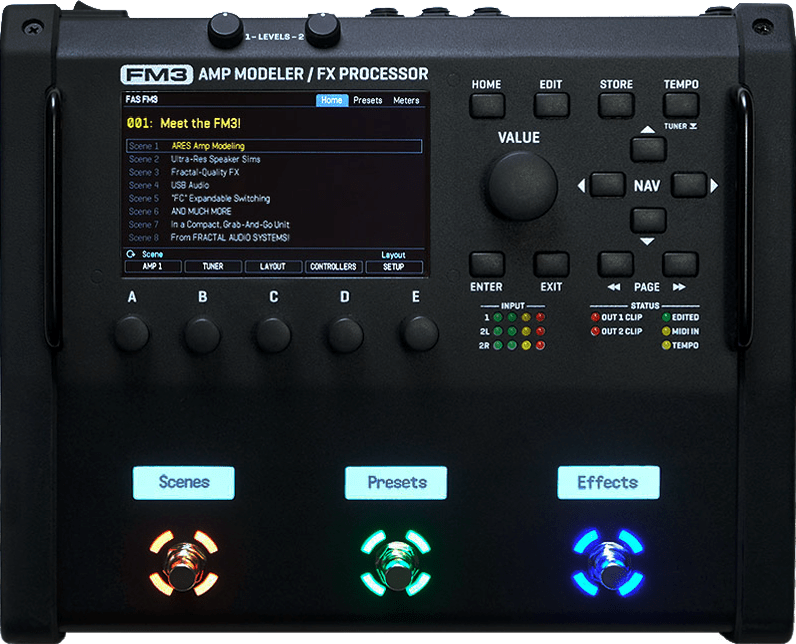 1 - LEVELS - 2
FM3 AMP MODELER / FX PROCESSOR
FAS FM3 Home Presets Meters
001: Meet the FM3!
Scene 1 ARES Amp Modeling
Scene 2 Ultra-Res Speaker Sims
Scene 3 Fractal-Quality FX
Scene 4 USB Audio
Scene 5 "FC" Expandable Switching
Scene 6 AND MUCH MORE
Scene 7 In a Compact, Grab-And-Go Unit
Scene 8 From FRACTAL AUDIO SYSTEMS!
Scene Layout
AMP 1 TUNER LAYOUT CONTROLLERS SETUP
A B C D E
HOME EDIT STORE TEMPO
TUNER
VALUE
NAV
ENTER EXIT PAGE
INPUT
1
2L
2R
STATUS
OUT 1 CLIP EDITED
OUT 2 CLIP MIDI IN
TEMPO
Scenes Presets Effects